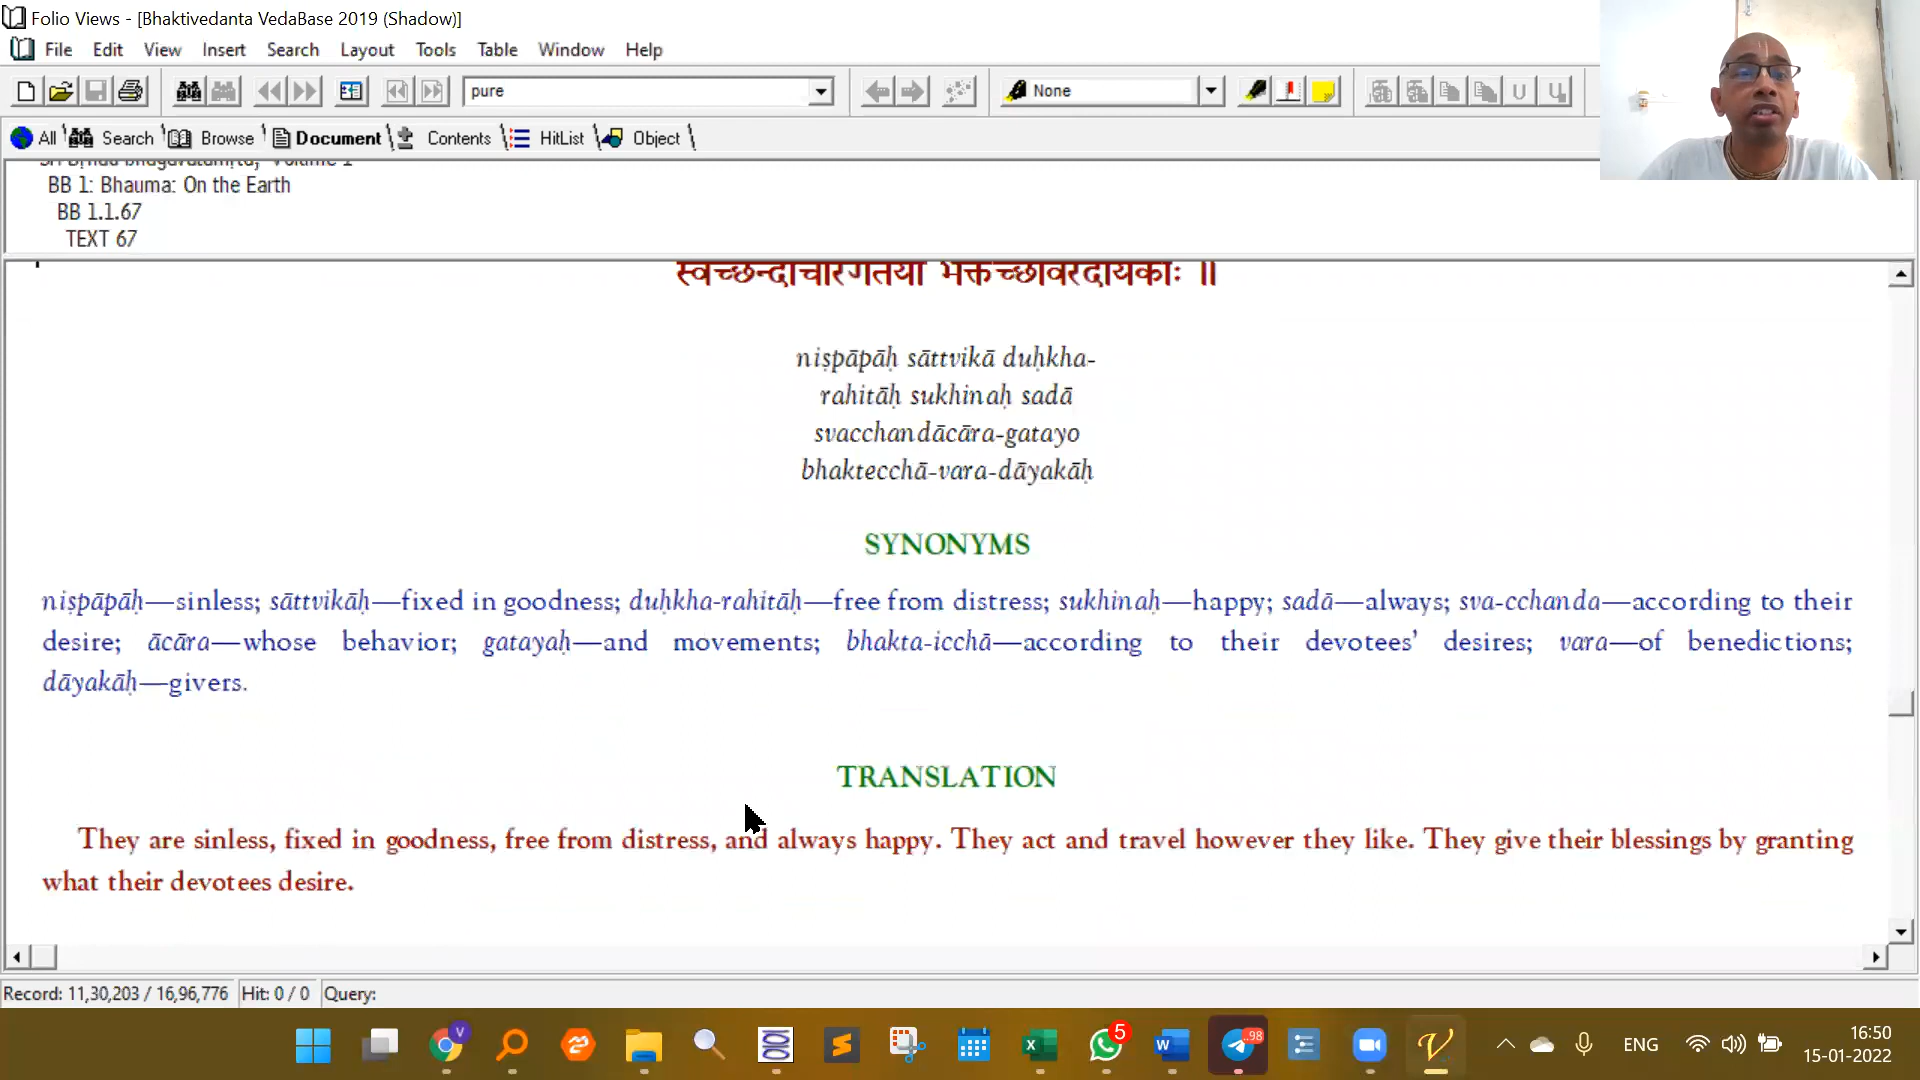 Folio Views - [Bhaktivedanta VedaBase 2019 (Shadow)]
File Edit View Insert Search Layout Tools Table Window Help
pure None
All Search Browse Document Contents HitList Object
BB 1: Bhauma: On the Earth
BB 1.1.67
TEXT 67
niṣpāpāḥ sāttvikā duḥkha-
rahitāḥ sukhinaḥ sadā
svacchandācāra-gatayo
bhaktecchā-vara-dāyakāḥ
SYNONYMS
niṣpāpāḥ—sinless; sāttvikāḥ—fixed in goodness; duḥkha-rahitāḥ—free from distress; sukhinaḥ—happy; sadā—always; sva-cchanda—according to their
desire; ācāra—whose behavior; gatayaḥ—and movements; bhakta-icchā—according to their devotees’ desires; vara—of benedictions;
dāyakāḥ—givers.
TRANSLATION
They are sinless, fixed in goodness, free from distress, and always happy. They act and travel however they like. They give their blessings by granting
what their devotees desire.
Record: 11,30,203 / 16,96,776 Hit: 0 / 0 Query:
V 5 .98
ENG
16:50
15-01-2022